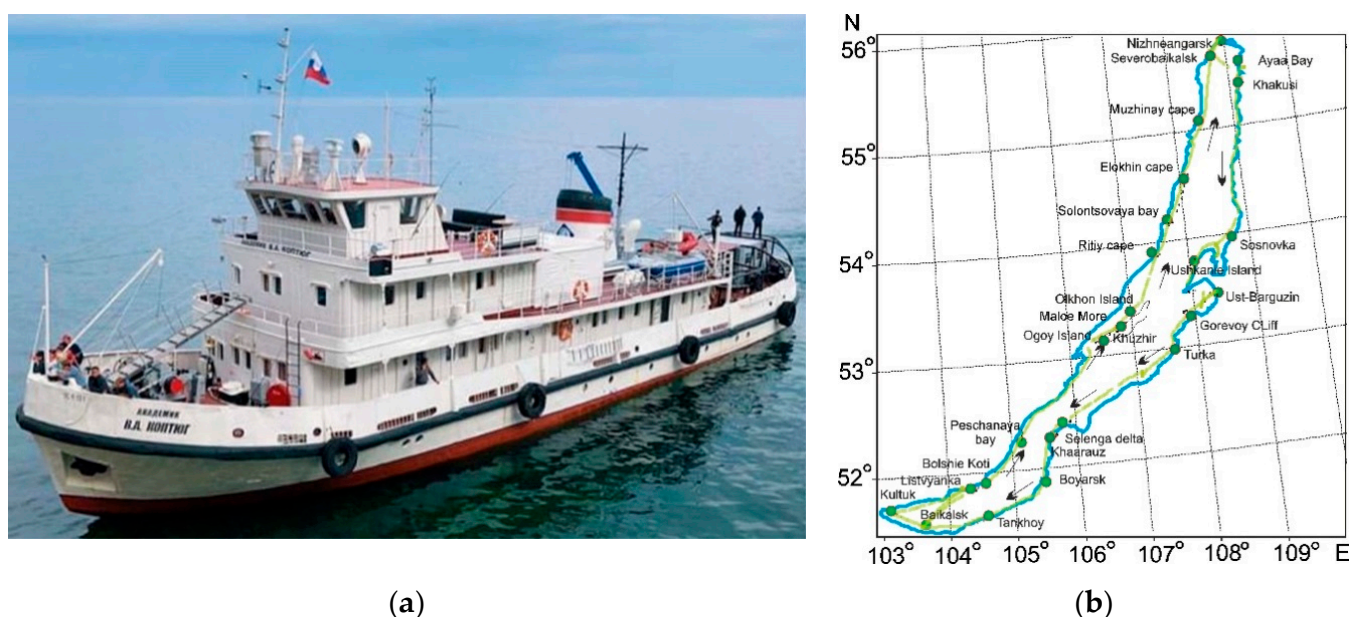 АКАДЕМИК В.А. КОПТЮГ
АКАДЕМИК
В.А. КОПТЮГ
(a)
N
56°
55°
54°
53°
52°
Nizhneangarsk
Severobaikalsk
Ayaa Bay
Khakusi
Muzhinay cape
Elokhin cape
Solontsovaya bay
Ritiy cape
Sosnovka
Ushkanie Island
Ust-Barguzin
Olkhon Island
Maloe More
Gorevoy CLiff
Ogoy Island
Khuzhir
Turka
Peschanaya
bay
Selenga delta
Khaarauz
Bolshie Koti
Listvyanka
Boyarsk
Kultuk
Baikalsk
Tankhoy
103° 104° 105° 106° 107° 108° 109° E
(b)